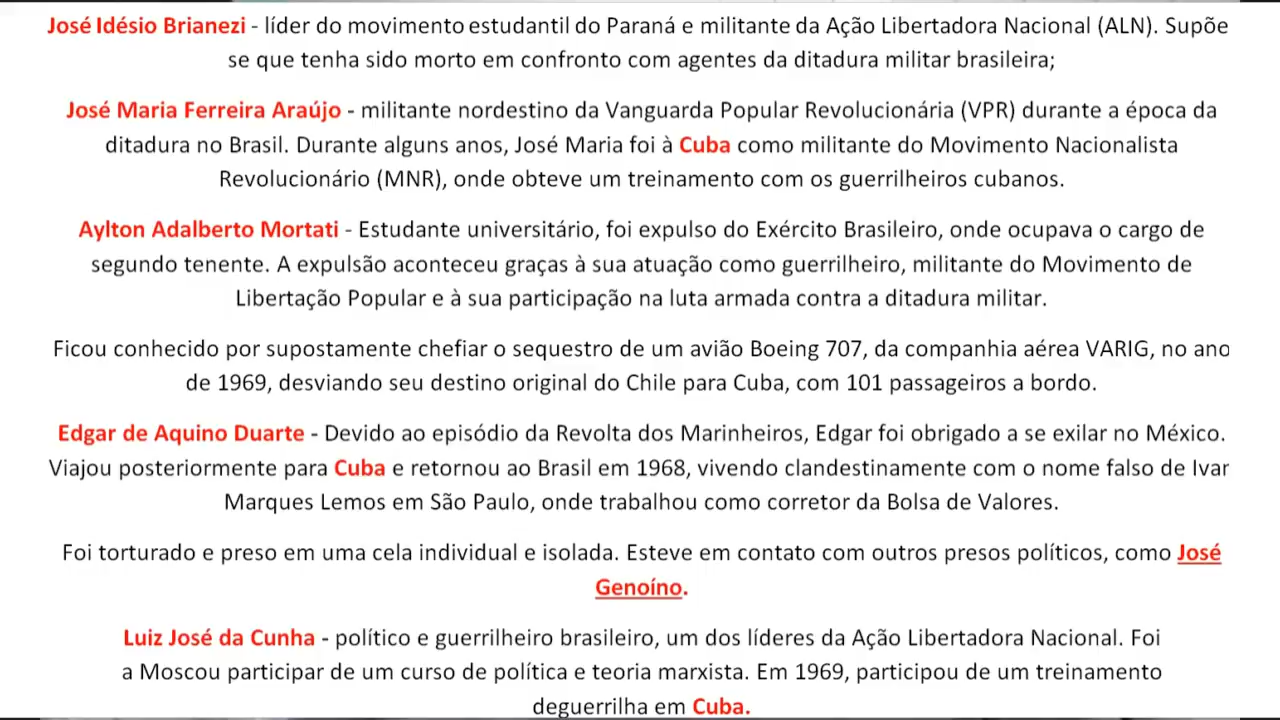 José Idésio Brianezi - líder do movimento estudantil do Paraná e militante da Ação Libertadora Nacional (ALN). Supõe
se que tenha sido morto em confronto com agentes da ditadura militar brasileira;
José Maria Ferreira Araújo - militante nordestino da Vanguarda Popular Revolucionária (VPR) durante a época da
ditadura no Brasil. Durante alguns anos, José Maria foi à Cuba como militante do Movimento Nacionalista
Revolucionário (MNR), onde obteve um treinamento com os guerrilheiros cubanos.
Aylton Adalberto Mortati - Estudante universitário, foi expulso do Exército Brasileiro, onde ocupava o cargo de
segundo tenente. A expulsão aconteceu graças à sua atuação como guerrilheiro, militante do Movimento de
Libertação Popular e à sua participação na luta armada contra a ditadura militar.
Ficou conhecido por supostamente chefiar o sequestro de um avião Boeing 707, da companhia aérea VARIG, no ano
de 1969, desviando seu destino original do Chile para Cuba, com 101 passageiros a bordo.
Edgar de Aquino Duarte - Devido ao episódio da Revolta dos Marinheiros, Edgar foi obrigado a se exilar no México.
Viajou posteriormente para Cuba e retornou ao Brasil em 1968, vivendo clandestinamente com o nome falso de Ivan
Marques Lemos em São Paulo, onde trabalhou como corretor da Bolsa de Valores.
Foi torturado e preso em uma cela individual e isolada. Esteve em contato com outros presos políticos, como José
Genoíno.
Luiz José da Cunha - político e guerrilheiro brasileiro, um dos líderes da Ação Libertadora Nacional. Foi
a Moscou participar de um curso de política e teoria marxista. Em 1969, participou de um treinamento
deguerrilha em Cuba.